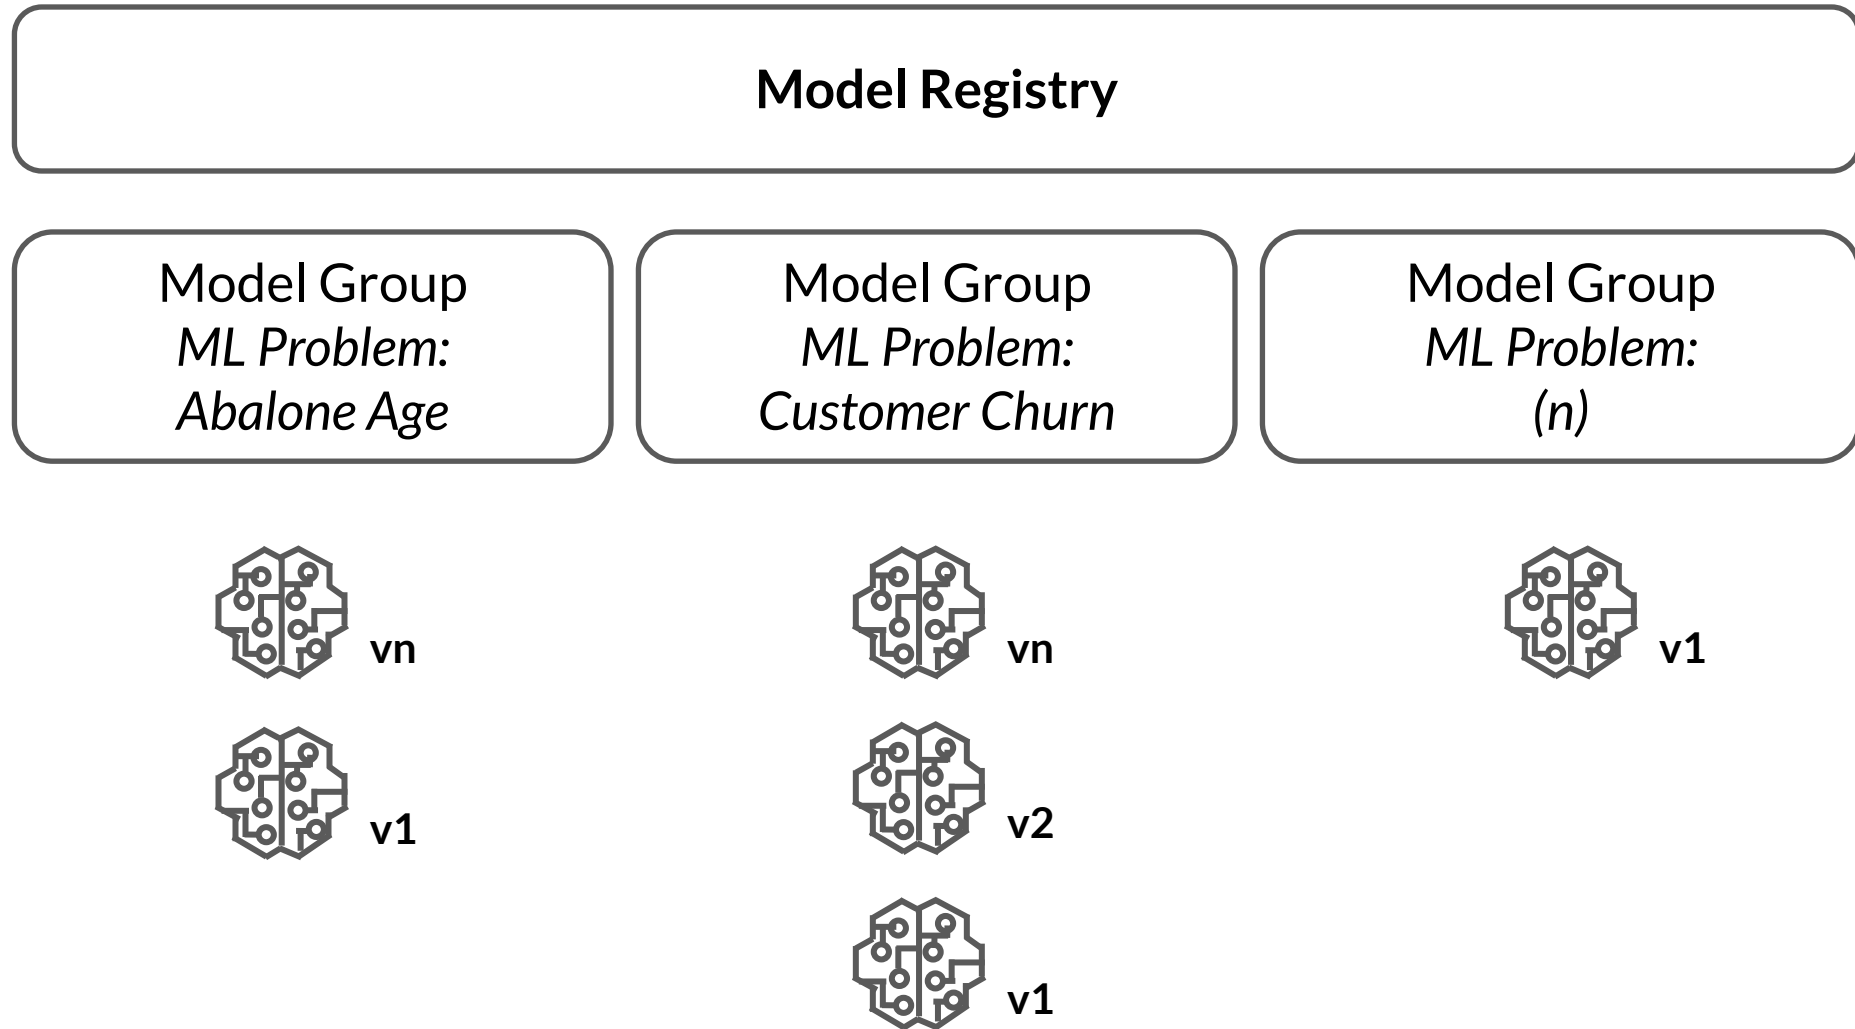 Model Registry
Model Group
ML Problem:
Abalone Age
Model Group
ML Problem:
Customer Churn
Model Group
ML Problem:
(n)
vn
v1
vn
v2
v1
v1